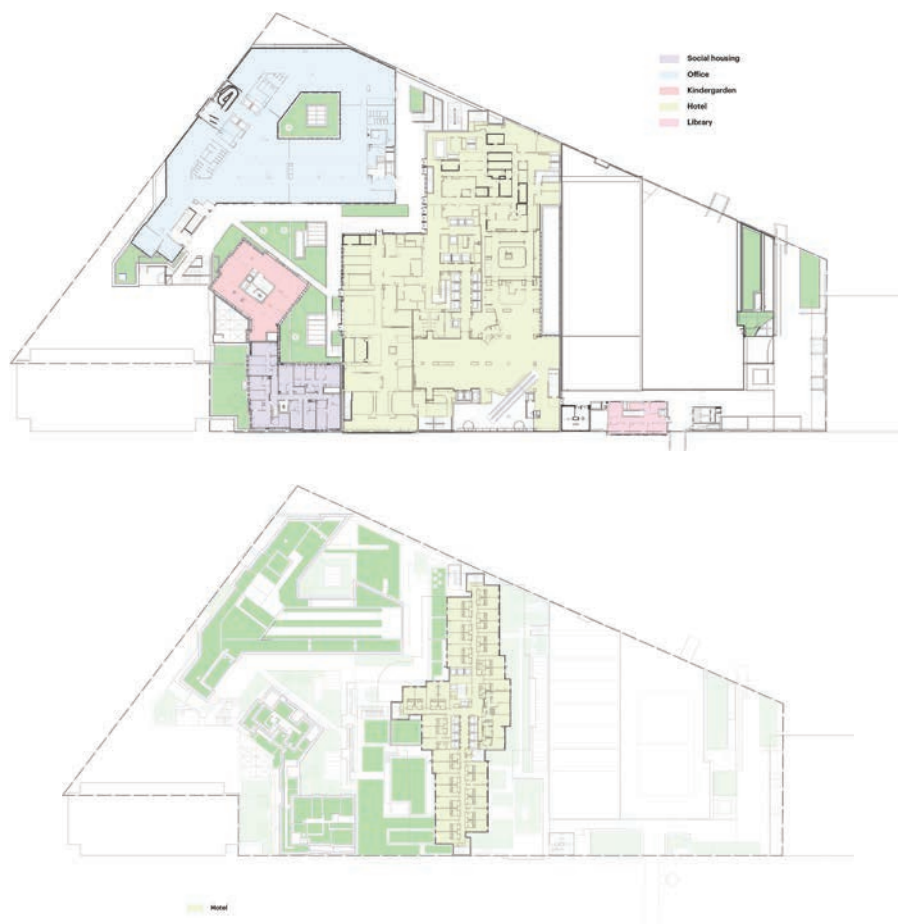 Social housing
Office
Kindergarden
Hotel
Library
Hotel